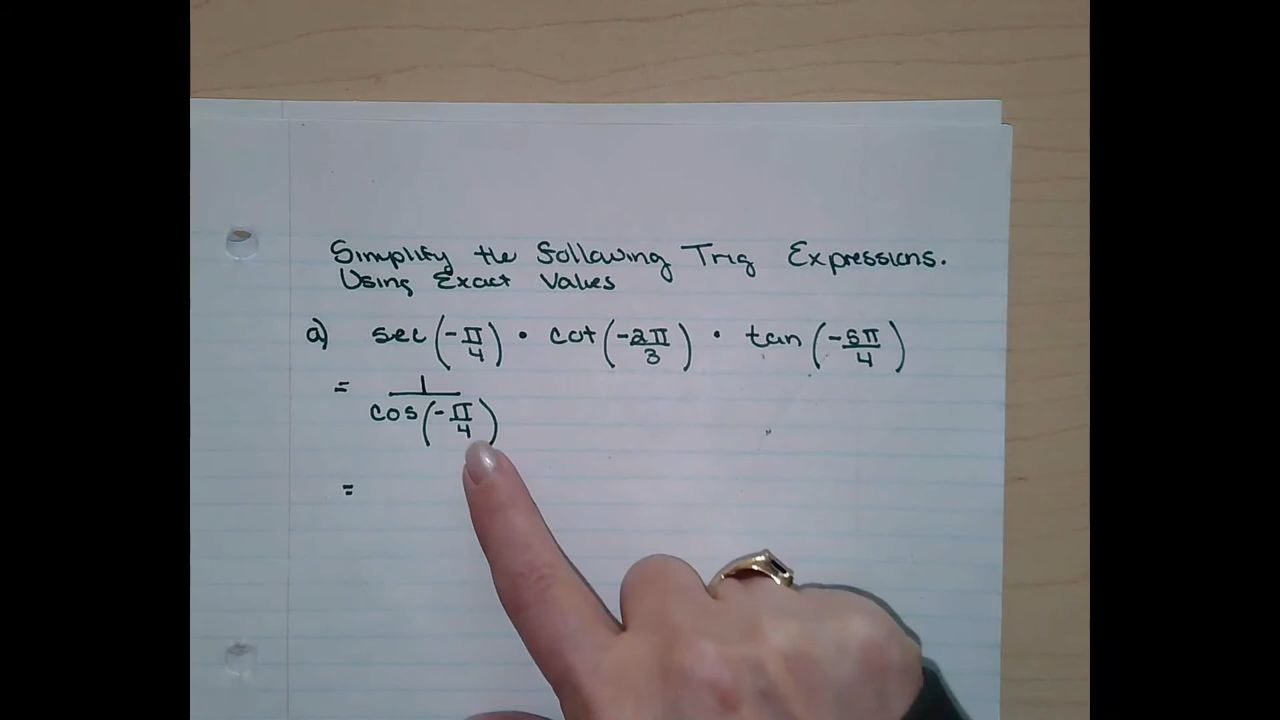 Simplify the Following Trig Expressions.
Using Exact Values
a) sec(-π/4) · cot(-2π/3) · tan(-5π/4)
= 1/cos(-π/4)
=